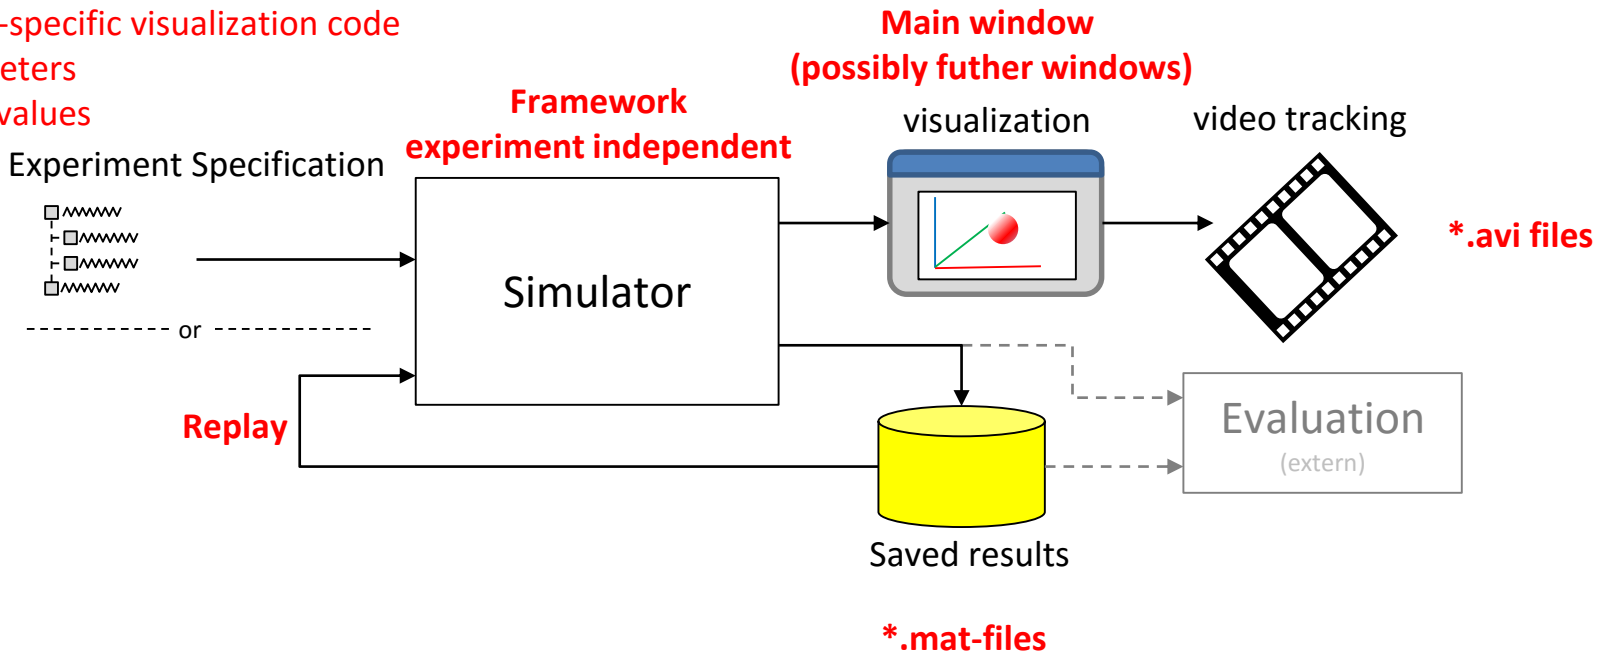 -specific visualization code
eters
values
Experiment Specification
or
Framework
experiment independent
Simulator
Replay
Main window
(possibly futher windows)
visualization
video tracking
*.avi files
Evaluation
(extern)
Saved results
*.mat-files